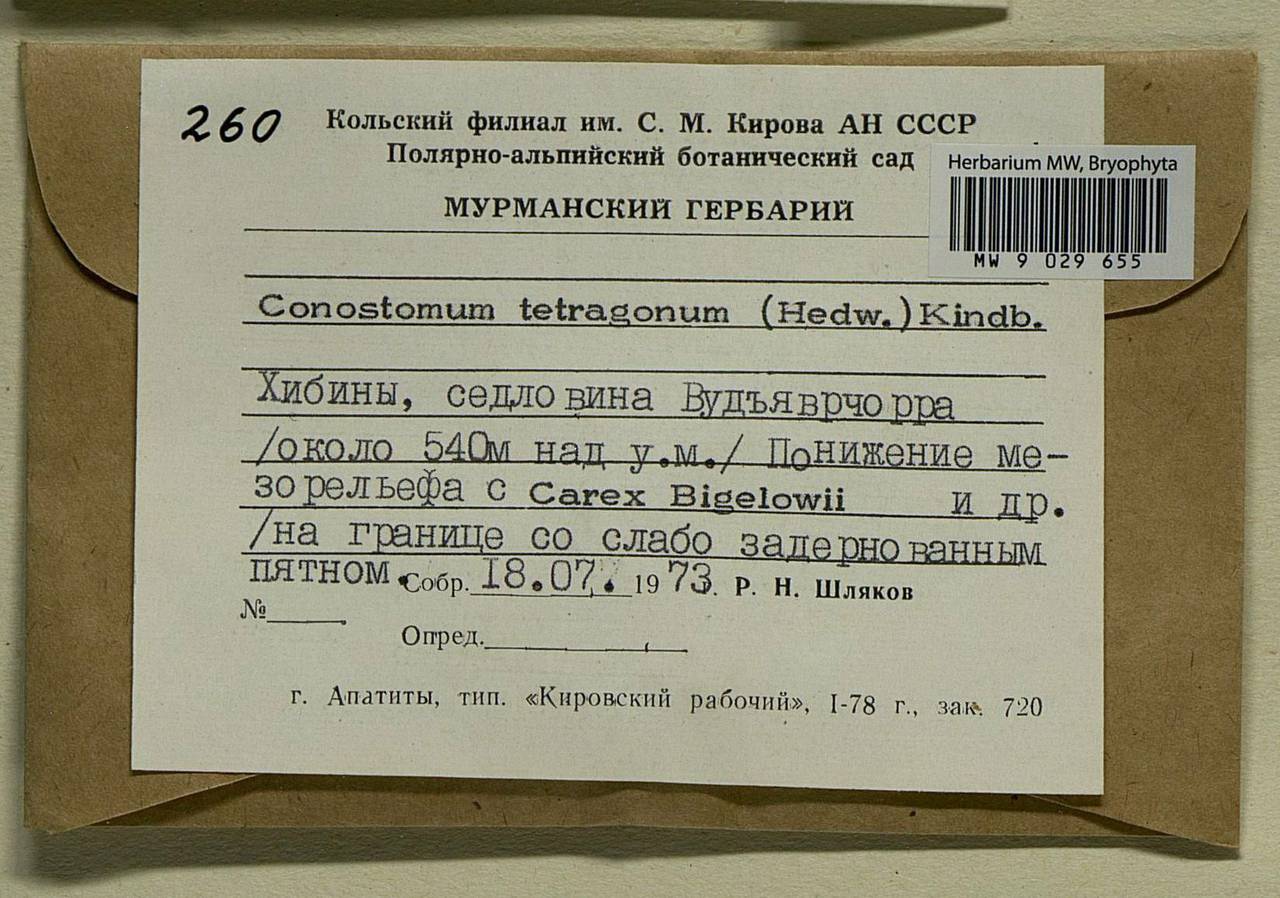 260
Кольский филиал им. С. М. Кирова АН СССР
Полярно-альпийский ботанический сад
МУРМАНСКИЙ ГЕРБАРИЙ
Herbarium MW, Bryophyta
MW 9 029 655
Conostomum tetragonum (Hedw.)Kindb.
Хибины, седловина Вудъяврчорра
/около 540м над у.м./ Понижение ме-
зорельефа с Carex Bigelowii и др.
/на границе со слабо задернованным
пятном. Собр. 18.07. 1973. Р. Н. Шляков
№
Опред.
г. Апатиты, тип. «Кировский рабочий», I-78 г., зак. 720